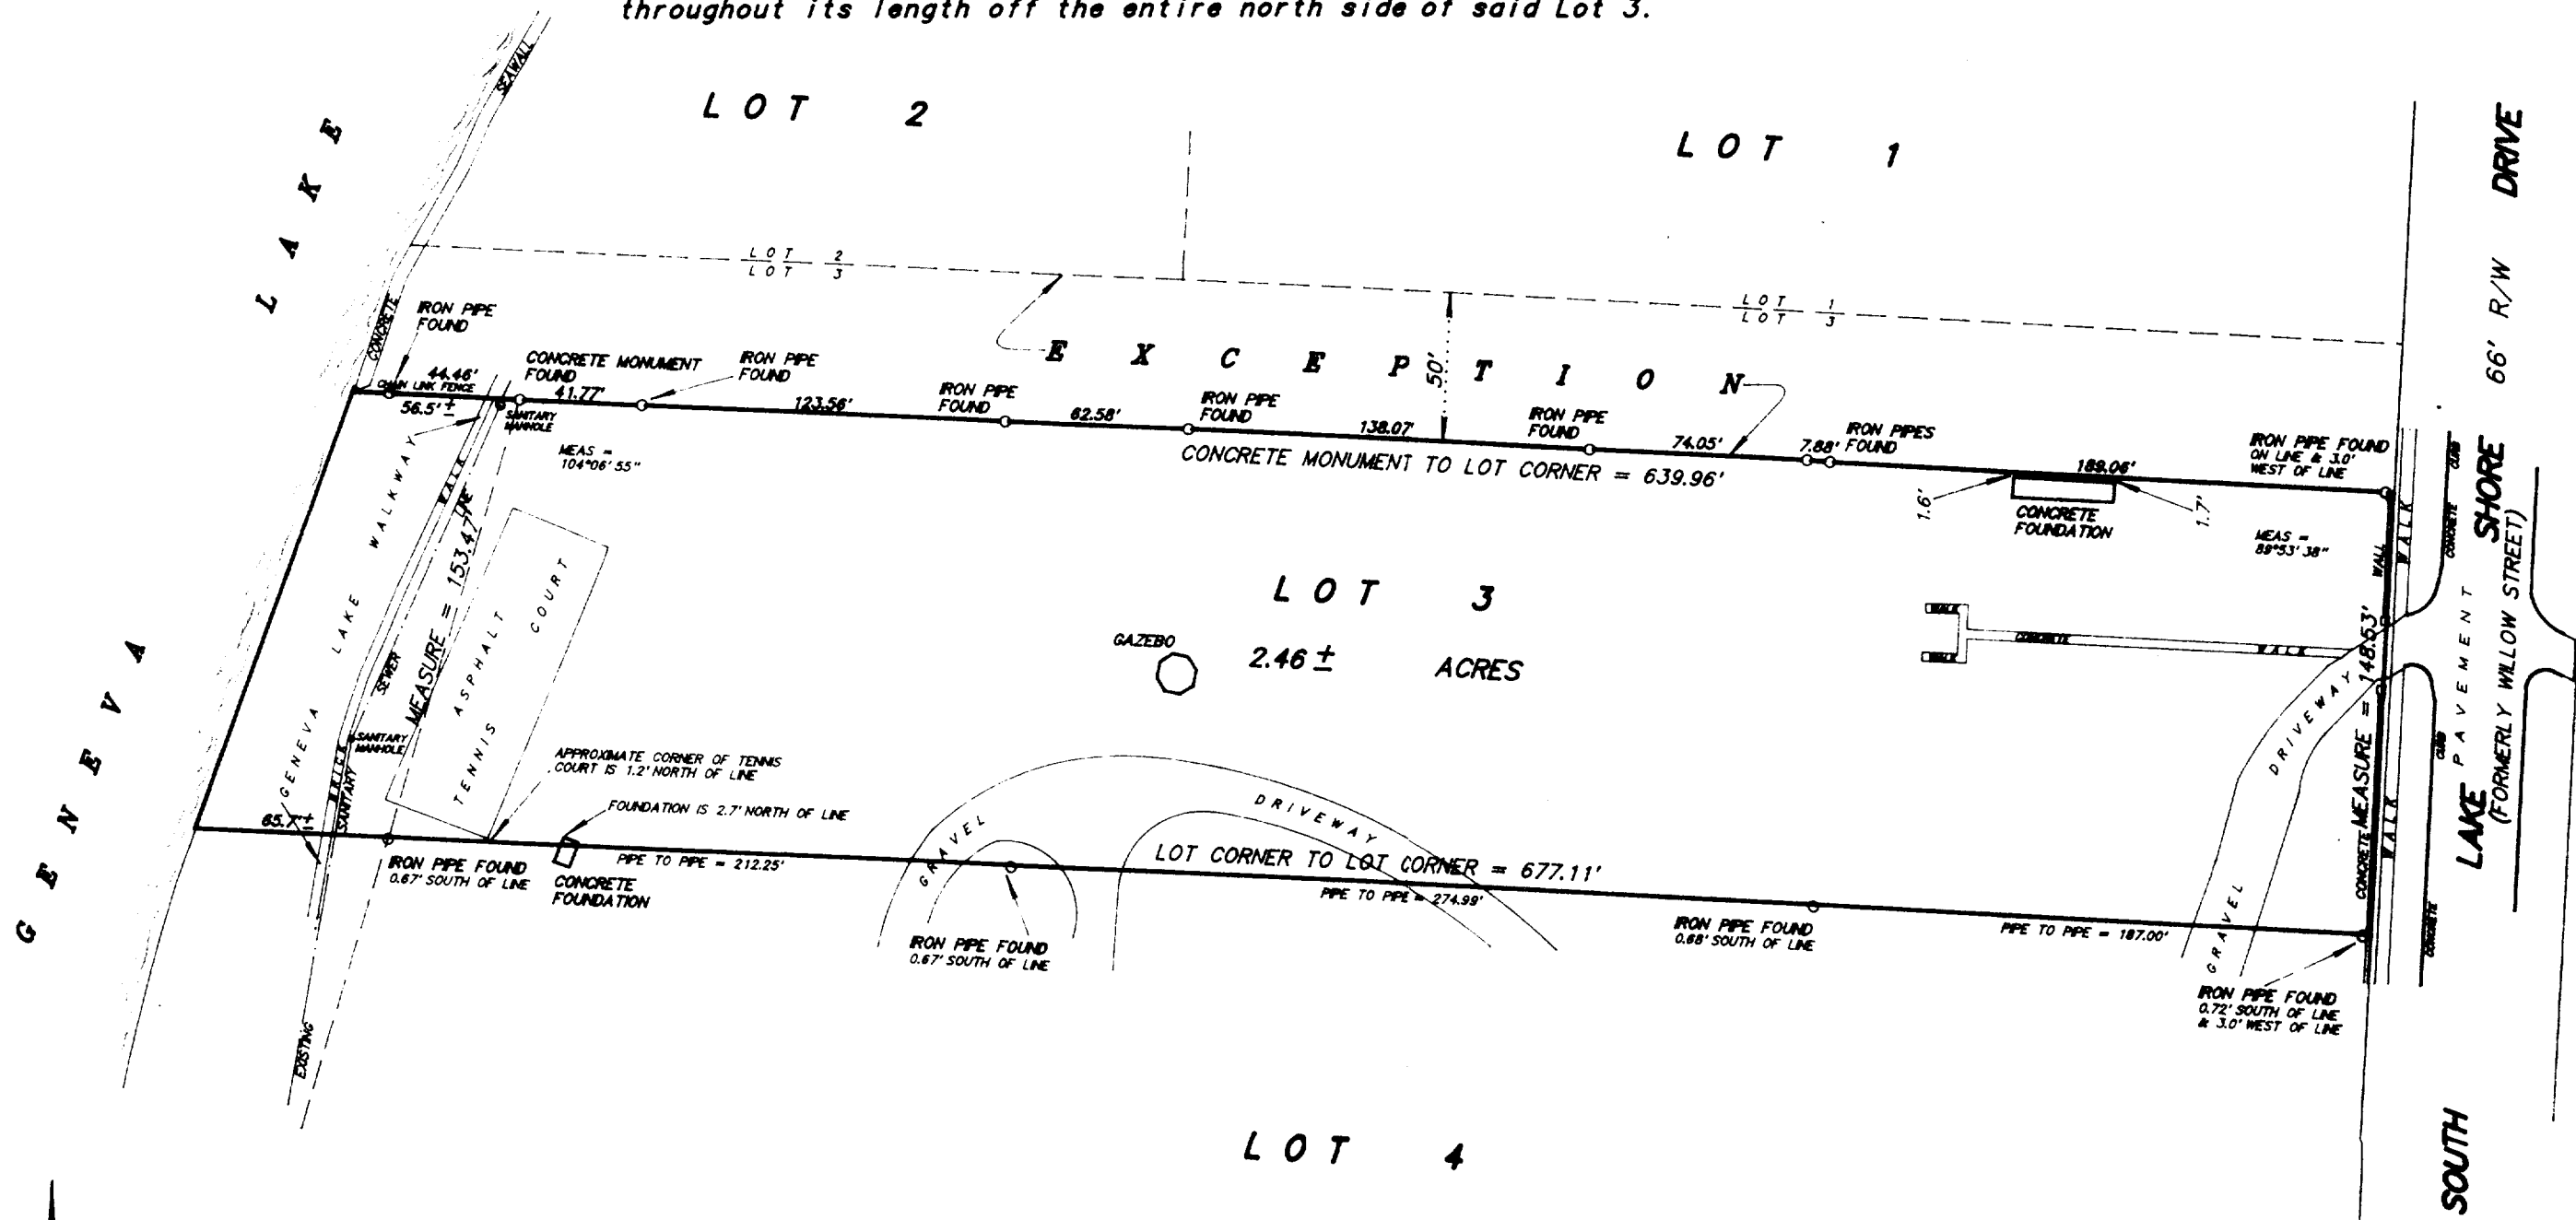 throughout its length off the entire north side of said Lot 3.
LOT 2
LOT 1
LAKE
GENEVA
SEAWALL
CONCRETE
LOT 2
LOT 3
LOT 1
LOT 3
IRON PIPE
FOUND
44.46'
CHAIN LINK FENCE
56.5' ±
CONCRETE MONUMENT
FOUND
41.77'
SANITARY
MANHOLE
IRON PIPE
FOUND
123.56'
EXCEPTION
50'
IRON PIPE
FOUND
62.58'
IRON PIPE
FOUND
138.07'
IRON PIPE
FOUND
74.05'
7.88'
IRON PIPES
FOUND
189.06'
IRON PIPE FOUND
ON LINE & 3.0'
WEST OF LINE
CONCRETE MONUMENT TO LOT CORNER = 639.96'
MEAS =
104°06'55"
1.6'
1.7'
CONCRETE
FOUNDATION
MEAS =
89°53'38"
GENEVA LAKE WALKWAY
BRICK WALK
SANITARY SEWER LINE
EXISTING
MEASURE = 153.47'
ASPHALT
TENNIS COURT
SANITARY
MANHOLE
LOT 3
2.46 ± ACRES
GAZEBO
WALK
WALK
CONCRETE WALK
GRAVEL DRIVEWAY
CONCRETE WALL
MEASURE = 148.53'
WALK
WALK
CONCRETE CURB
CURB
CONCRETE
PAVEMENT
SOUTH LAKE SHORE DRIVE
66' R/W
(FORMERLY WILLOW STREET)
APPROXIMATE CORNER OF TENNIS
COURT IS 1.2' NORTH OF LINE
FOUNDATION IS 2.7' NORTH OF LINE
65.7' ±
IRON PIPE FOUND
0.67' SOUTH OF LINE
CONCRETE
FOUNDATION
PIPE TO PIPE = 212.25'
GRAVEL DRIVEWAY
LOT CORNER TO LOT CORNER = 677.11'
PIPE TO PIPE = 274.99'
IRON PIPE FOUND
0.67' SOUTH OF LINE
IRON PIPE FOUND
0.68' SOUTH OF LINE
PIPE TO PIPE = 187.00'
IRON PIPE FOUND
0.72' SOUTH OF LINE
& 3.0' WEST OF LINE
LOT 4